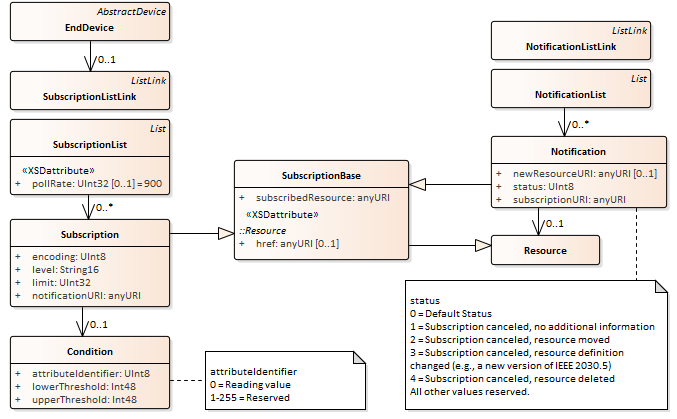 AbstractDevice
EndDevice
0..1
ListLink
SubscriptionListLink
List
SubscriptionList
«XSDattribute»
+ pollRate: UInt32 [0..1] = 900
0..*
Subscription
+ encoding: UInt8
+ level: String16
+ limit: UInt32
+ notificationURI: anyURI
0..1
Condition
+ attributeIdentifier: UInt8
+ lowerThreshold: Int48
+ upperThreshold: Int48
attributeIdentifier
0 = Reading value
1-255 = Reserved
SubscriptionBase
+ subscribedResource: anyURI
«XSDAttribute»
::Resource
+ href: anyURI [0..1]
ListLink
NotificationListLink
List
NotificationList
0..*
Notification
+ newResourceURI: anyURI [0..1]
+ status: UInt8
+ subscriptionURI: anyURI
0..1
Resource
status
0 = Default Status
1 = Subscription canceled, no additional information
2 = Subscription canceled, resource moved
3 = Subscription canceled, resource definition
changed (e.g., a new version of IEEE 2030.5)
4 = Subscription canceled, resource deleted
All other values reserved.